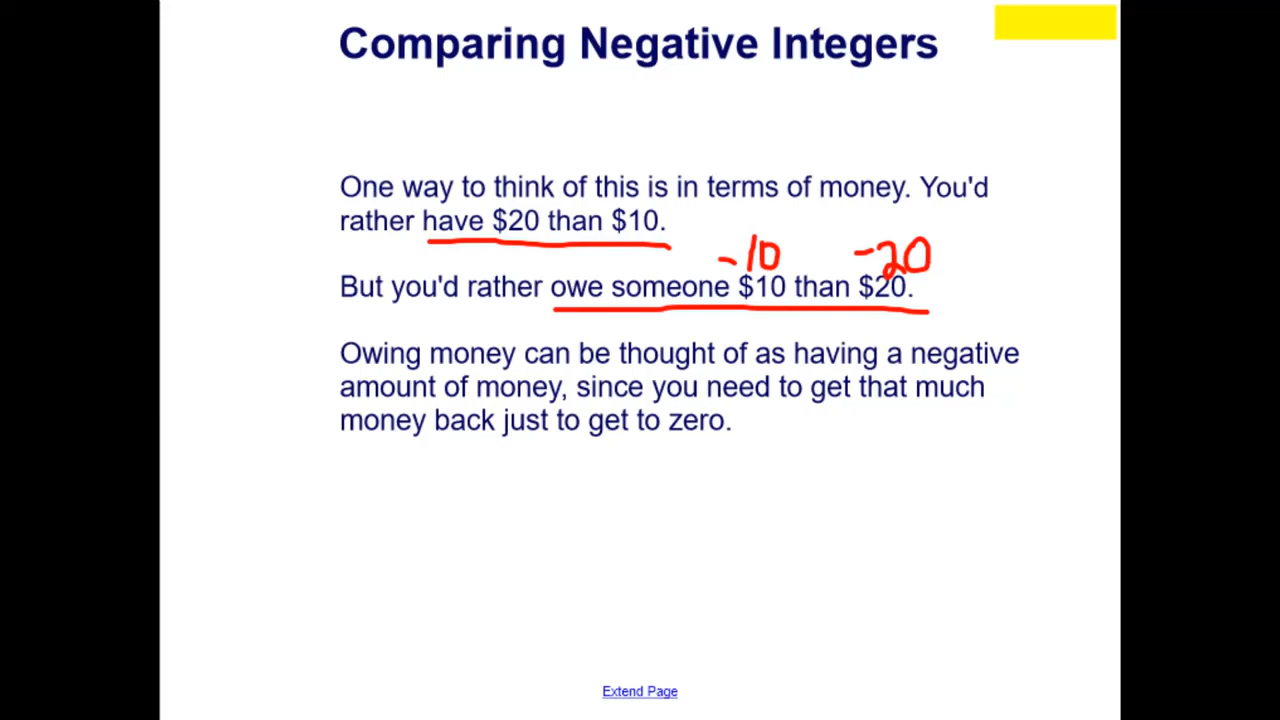 Comparing Negative Integers
One way to think of this is in terms of money. You'd
rather have $20 than $10.
-10 -20
But you'd rather owe someone $10 than $20.
Owing money can be thought of as having a negative
amount of money, since you need to get that much
money back just to get to zero.
Extend Page